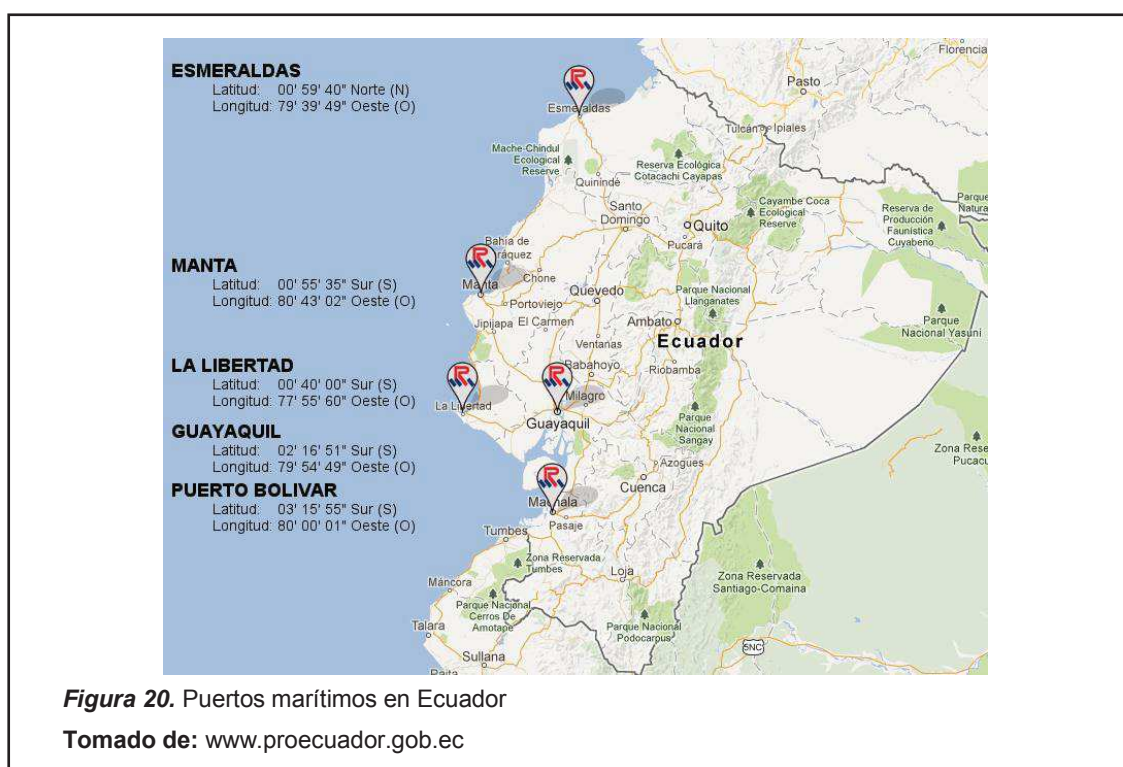 ESMERALDAS
Latitud: 00' 59' 40" Norte (N)
Longitud: 79' 39' 49" Oeste (O)
MANTA
Latitud: 00' 55' 35" Sur (S)
Longitud: 80' 43' 02" Oeste (O)
LA LIBERTAD
Latitud: 00' 40' 00" Sur (S)
Longitud: 77' 55' 60" Oeste (O)
GUAYAQUIL
Latitud: 02' 16' 51" Sur (S)
Longitud: 79' 54' 49" Oeste (O)
PUERTO BOLIVAR
Latitud: 03' 15' 55" Sur (S)
Longitud: 80' 00' 01" Oeste (O)
Florencia
Pasto
Esmeraldas
Tulcán
Ipiales
Mache-Chindul
Ecological
Reserve
Reserva Ecológica
Cotacachi Cayapas
Quinindé
Santo
Domingo
Quito
Cayambe Coca
Ecological
Reserve
Reserva de
Producción
Faunística
Cuyabeno
Parque
Natura
Pucará
Bahía de
ráquez
Manta
Chone
Portoviejo
Quevedo
Parque Nacional
Llanganates
Jipijapa
El Carmen
Ambato
Ecuador
Parque
Nacional Yasuní
Ventanas
Babahoyo
Riobamba
La Libertad
Milagro
Guayaquil
Parque
Nacional
Sangay
Zona Rese
Pucacu
Azogues
Cuenca
Machala
Pasaje
Tumbes
Zona Reservada
Tumbes
Loja
Zona Reservada
Santiago-Comaina
Máncora
Parque Nacional
Cerros De
Amotape
Talara
Parque Nacional
Podocarpus
5NC
Sullana
Paita
Figura 20. Puertos marítimos en Ecuador
Tomado de: www.proecuador.gob.ec